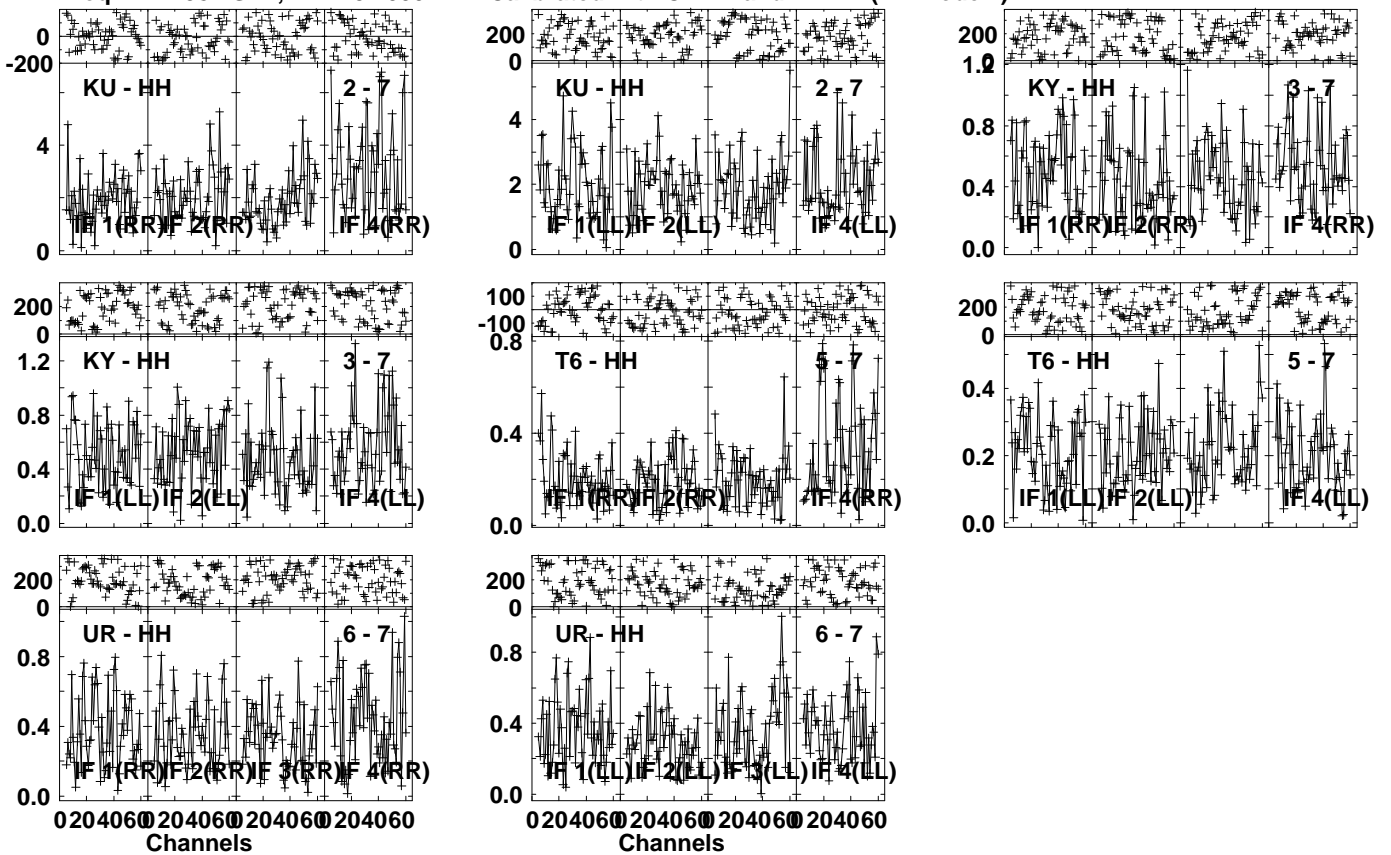 0
-200
KU - HH 2 - 7
4
0
IF 1(RR) IF 2(RR) IF 4(RR)
200
0
KU - HH 2 - 7
4
2
0
IF 1(LL) IF 2(LL) IF 4(LL)
200
0
1.2
KY - HH 3 - 7
0.8
0.4
0.0
IF 1(RR) IF 2(RR) IF 4(RR)
200
0
1.2
KY - HH 3 - 7
0.8
0.4
0.0
IF 1(LL) IF 2(LL) IF 4(LL)
100
-100
0.8
T6 - HH 5 - 7
0.4
0.0
IF 1(RR) IF 2(RR) IF 4(RR)
200
0
T6 - HH 5 - 7
0.4
0.2
0.0
IF 1(LL) IF 2(LL) IF 4(LL)
200
0
UR - HH 6 - 7
0.8
0.4
0.0
IF 1(RR) IF 2(RR) IF 3(RR) IF 4(RR)
0 20 40 60 0 20 40 60 0 20 40 60 0 20 40 60
Channels
200
0
UR - HH 6 - 7
0.8
0.4
0.0
IF 1(LL) IF 2(LL) IF 3(LL) IF 4(LL)
0 20 40 60 0 20 40 60 0 20 40 60 0 20 40 60
Channels